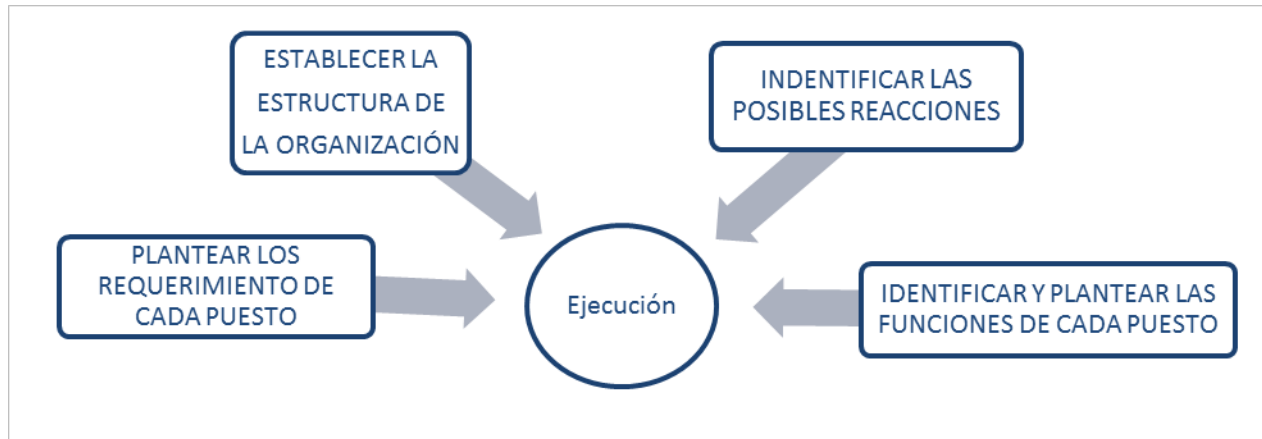 ESTABLECER LA
ESTRUCTURA DE
LA ORGANIZACIÓN
INDENTIFICAR LAS
POSIBLES REACCIONES
PLANTEAR LOS
REQUERIMIENTO DE
CADA PUESTO
Ejecución
IDENTIFICAR Y PLANTEAR LAS
FUNCIONES DE CADA PUESTO